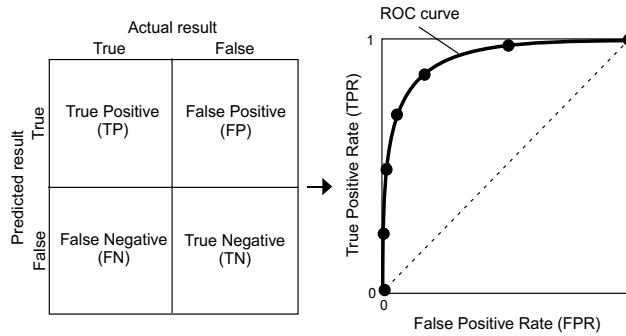 Actual result
True False
Predicted result
True
False
True Positive
(TP)
False Positive
(FP)
False Negative
(FN)
True Negative
(TN)
ROC curve
True Positive Rate (TPR)
1
0
0
False Positive Rate (FPR)